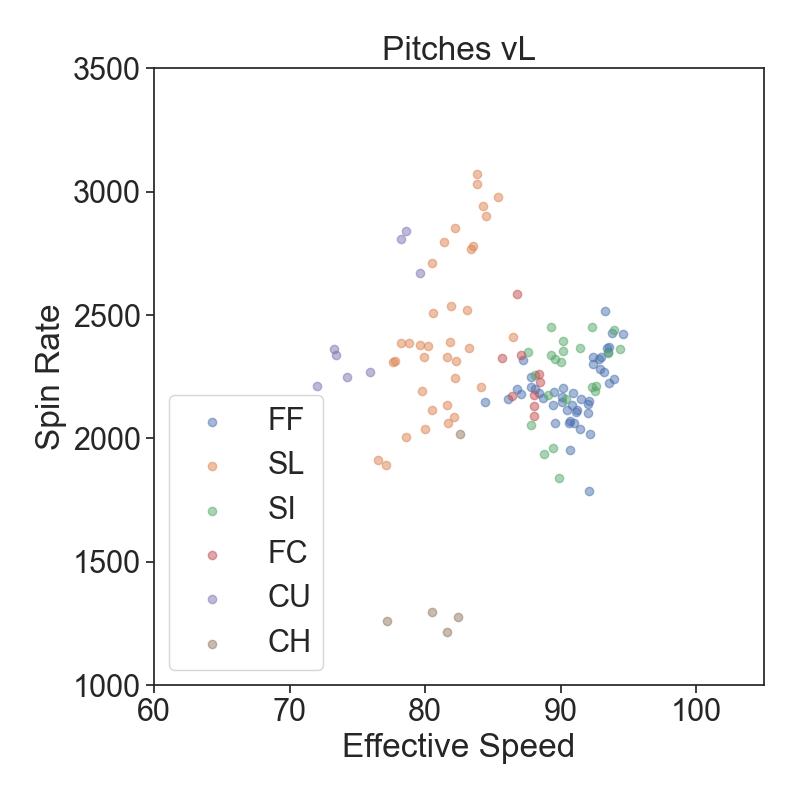 Pitches vL
3500
3000
2500
2000
1500
1000
Spin Rate
FF
SL
SI
FC
CU
CH
60 70 80 90 100
Effective Speed